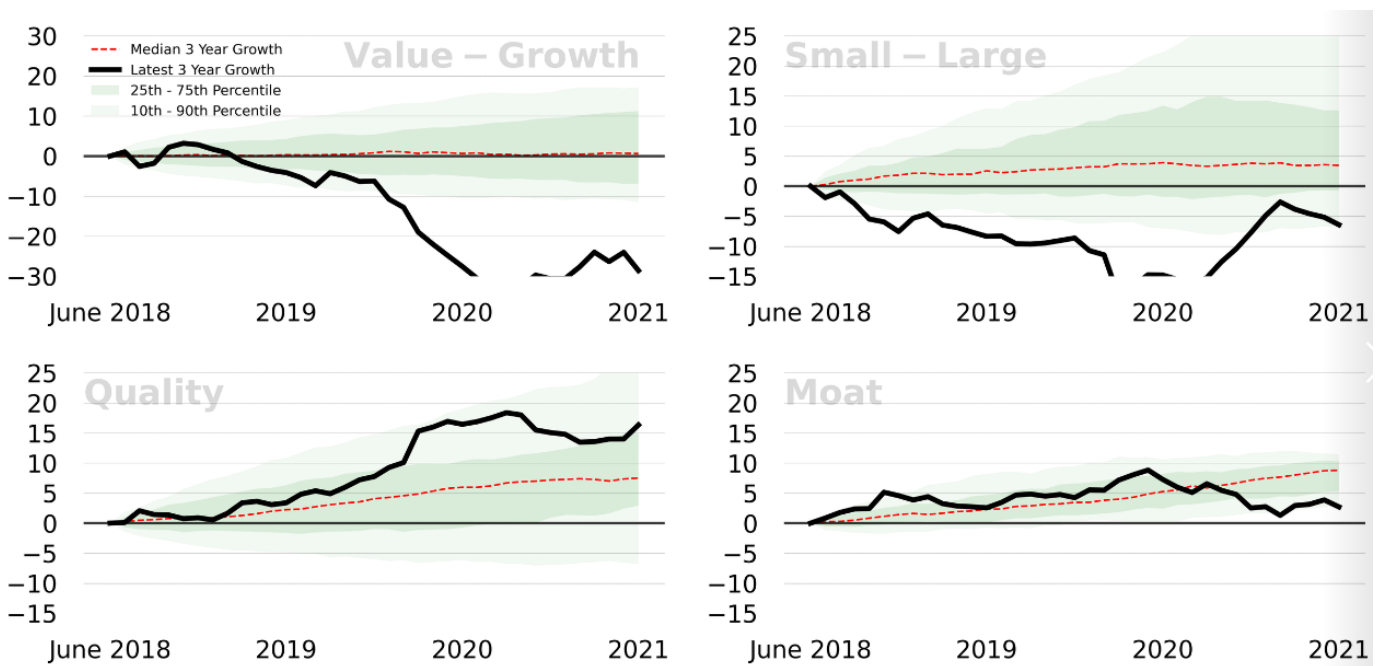 Value – Growth
Median 3 Year Growth
Latest 3 Year Growth
25th - 75th Percentile
10th - 90th Percentile
30
20
10
0
−10
−20
−30
June 2018 2019 2020 2021
Small – Large
25
20
15
10
5
0
−5
−10
−15
June 2018 2019 2020 2021
Quality
25
20
15
10
5
0
−5
−10
−15
June 2018 2019 2020 2021
Moat
25
20
15
10
5
0
−5
−10
−15
June 2018 2019 2020 2021